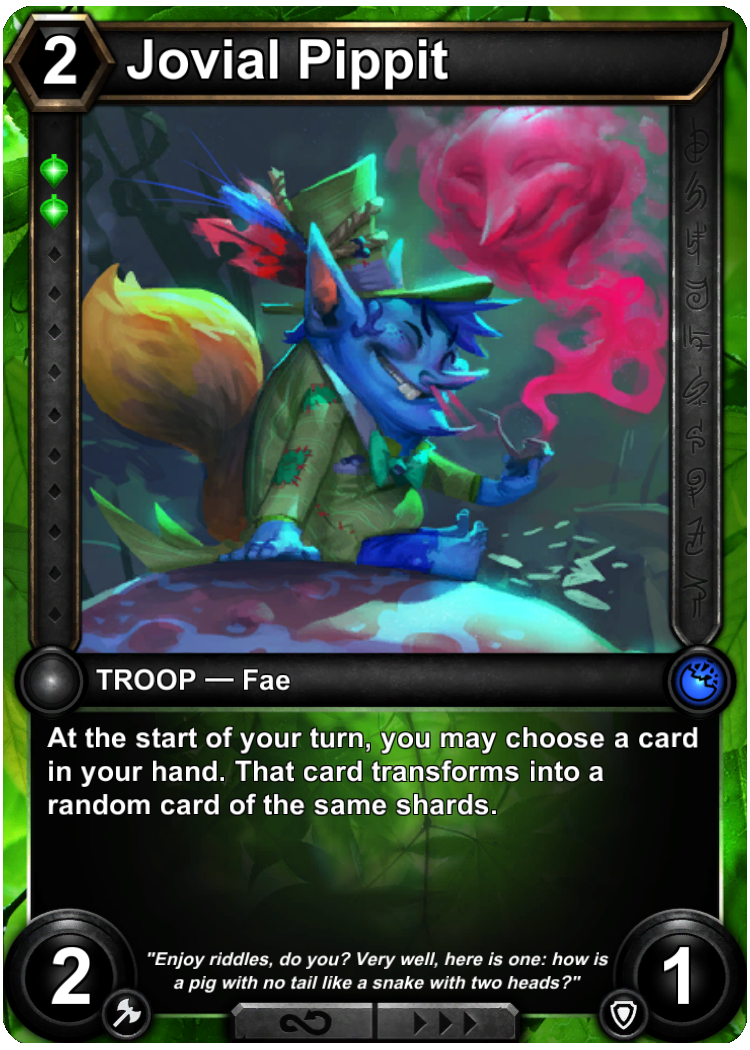 2 Jovial Pippit
TROOP — Fae
At the start of your turn, you may choose a card
in your hand. That card transforms into a
random card of the same shards.
"Enjoy riddles, do you? Very well, here is one: how is
a pig with no tail like a snake with two heads?"
2 1